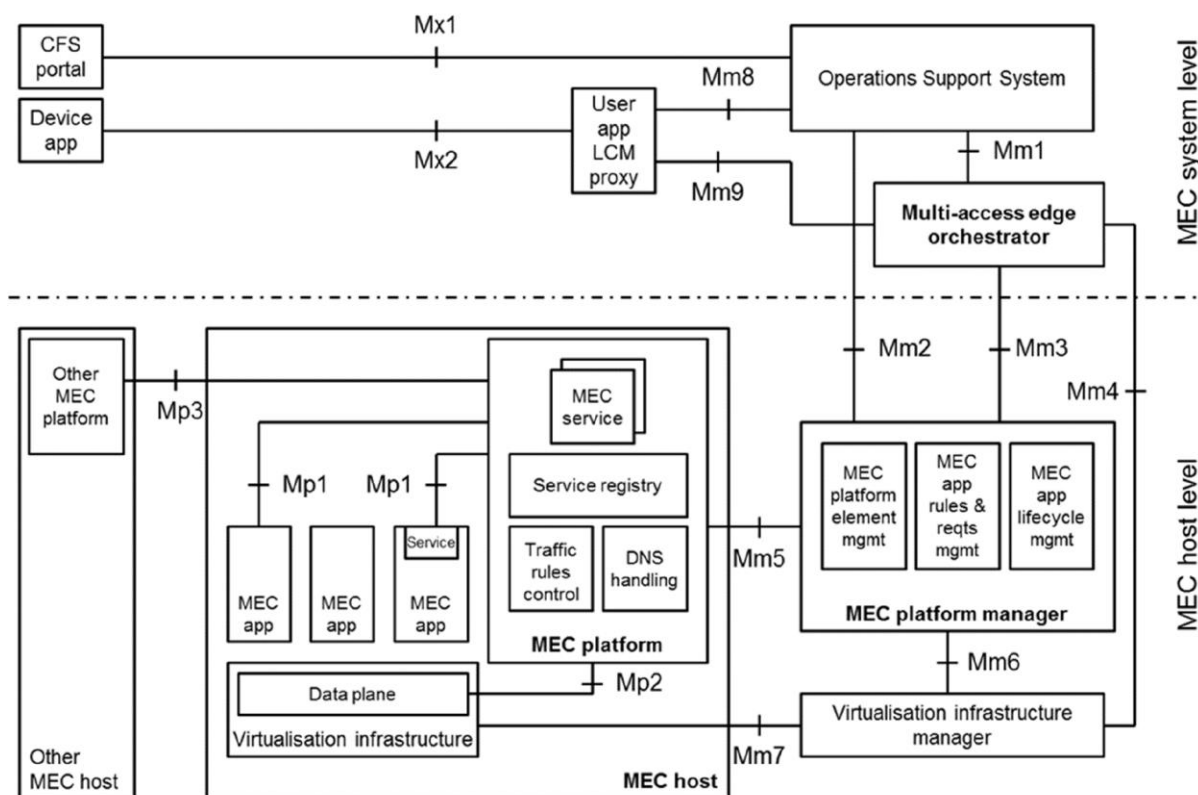 CFS
portal
Mx1
Operations Support System
Device
app
Mx2
User
app
LCM
proxy
Mm8
Mm9
Mm1
Multi-access edge
orchestrator
MEC system level
Other
MEC
platform
Mp3
MEC
service
Service registry
Traffic
rules
control
DNS
handling
MEC platform
Mp1
Mp1
MEC
app
MEC
app
Service
MEC
app
Mp2
Data plane
Virtualisation infrastructure
Other
MEC host
MEC host
Mm2
Mm3
Mm4
Mm5
MEC
platform
element
mgmt
MEC
app
rules &
reqts
mgmt
MEC
app
lifecycle
mgmt
MEC platform manager
Mm6
Mm7
Virtualisation infrastructure
manager
MEC host level